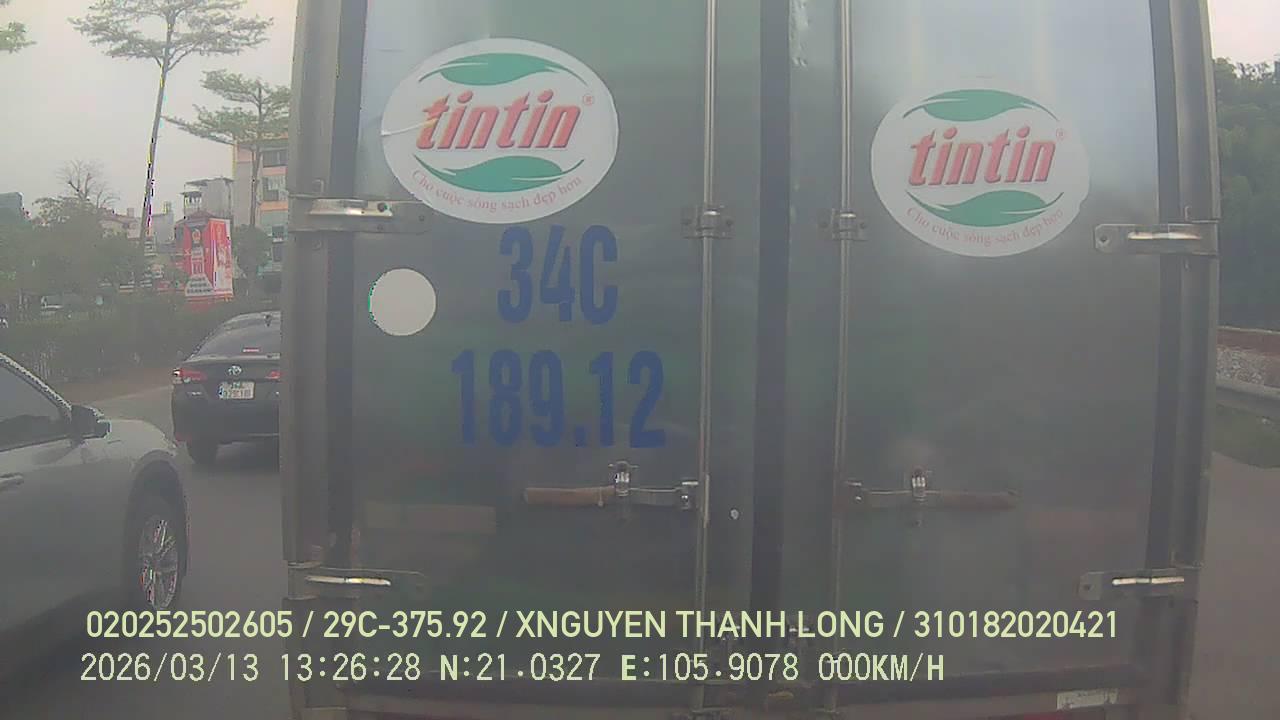 tintin®
Cho cuộc sống sạch đẹp hơn
tintin®
Cho cuộc sống sạch đẹp hơn
34C
189.12
020252502605 / 29C-375.92 / XNGUYEN THANH LONG / 310182020421
2026/03/13 13:26:28 N:21.0327 E:105.9078 000KM/H